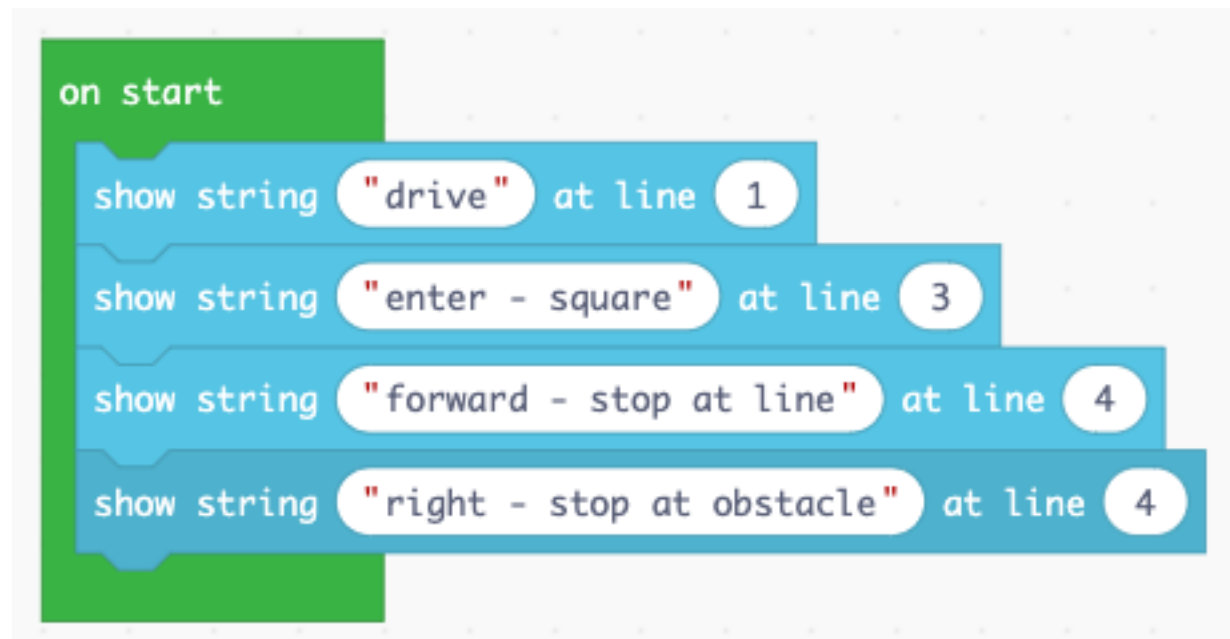 on start
show string "drive" at line 1
show string "enter - square" at line 3
show string "forward - stop at line" at line 4
show string "right - stop at obstacle" at line 4